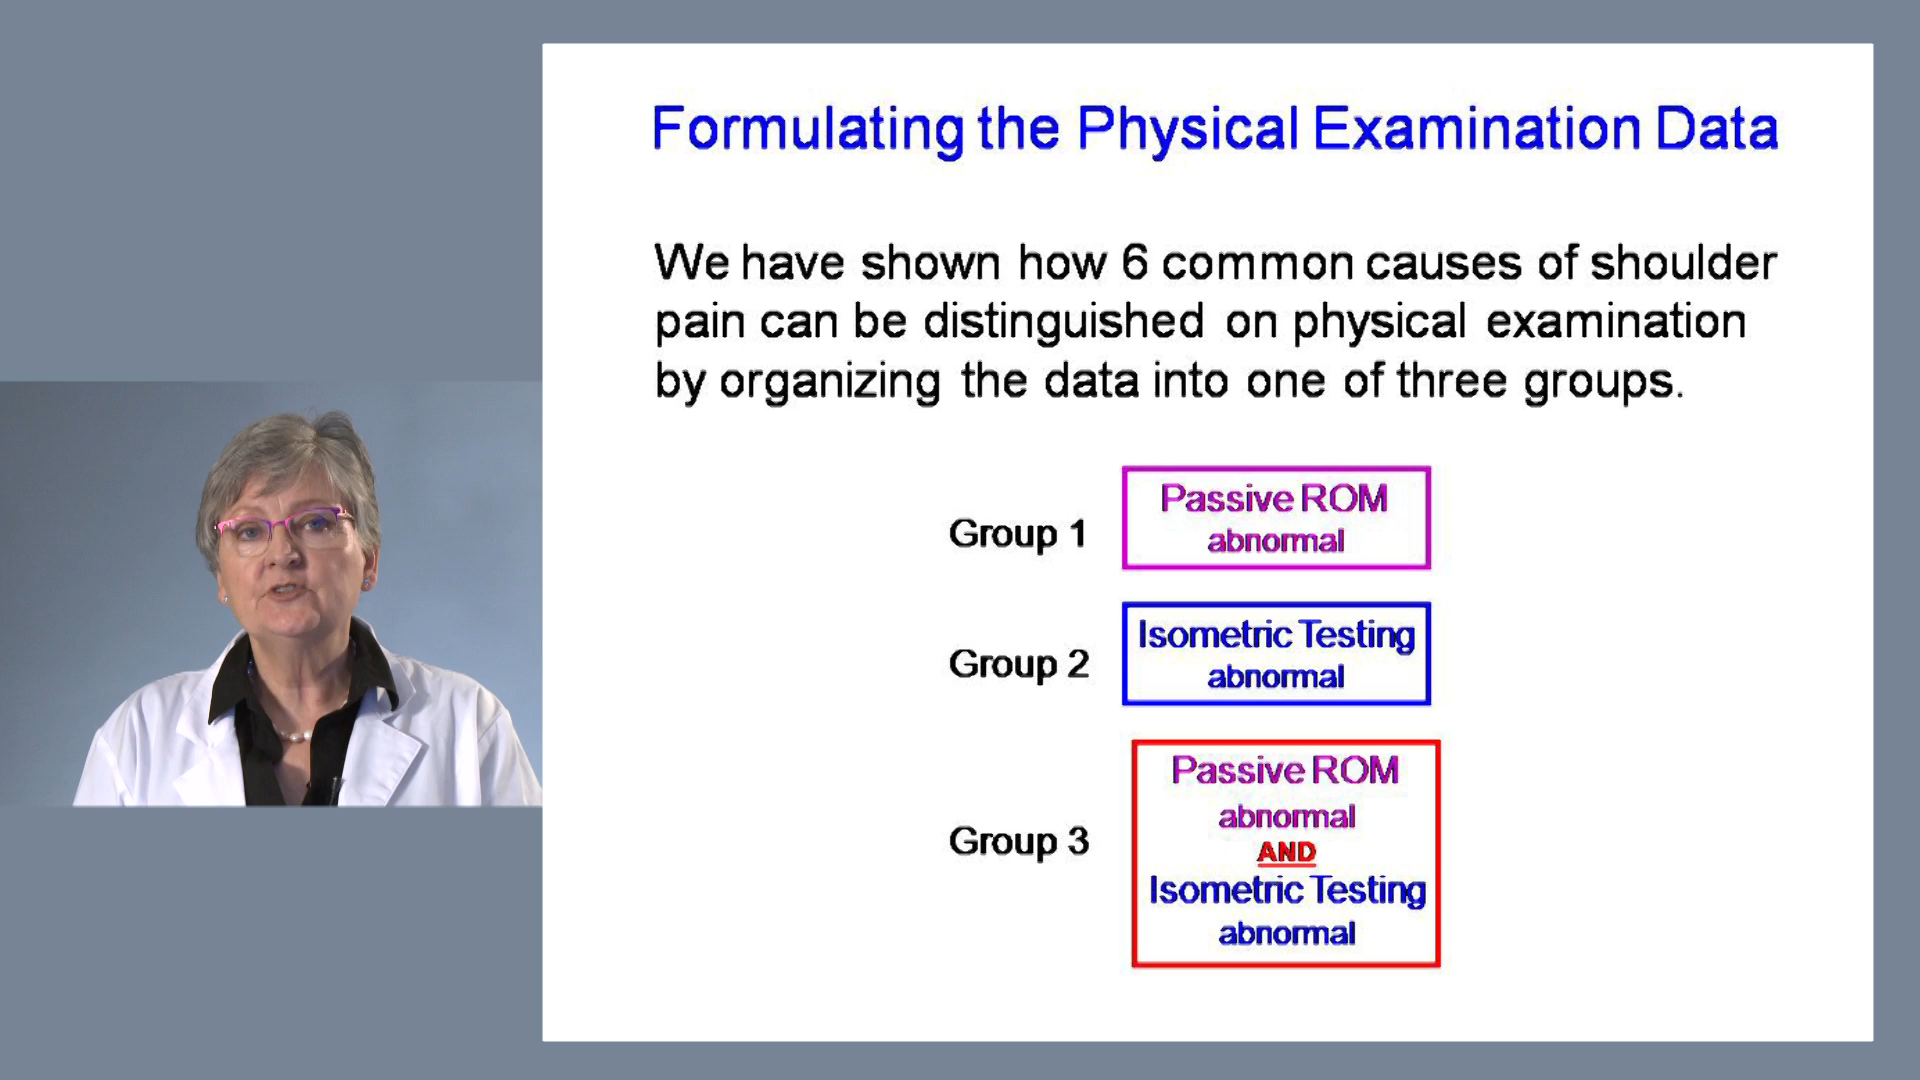 Formulating the Physical Examination Data
We have shown how 6 common causes of shoulder
pain can be distinguished on physical examination
by organizing the data into one of three groups.
Group 1
Passive ROM
abnormal
Group 2
Isometric Testing
abnormal
Group 3
Passive ROM
abnormal
AND
Isometric Testing
abnormal